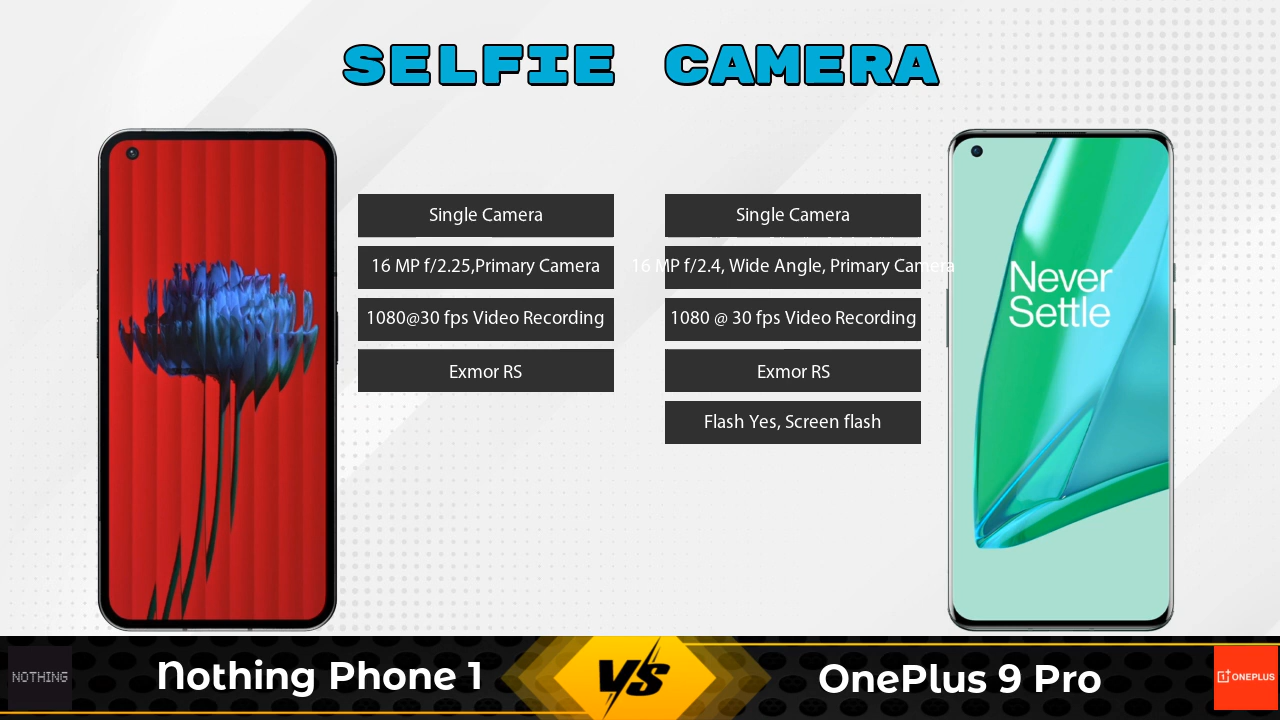 SELFIE CAMERA
Single Camera
16 MP f/2.25,Primary Camera
1080@30 fps Video Recording
Exmor RS
Single Camera
16 MP f/2.4, Wide Angle, Primary Camera
1080 @ 30 fps Video Recording
Exmor RS
Flash Yes, Screen flash
Never
Settle
NOTHING
Nothing Phone 1
VS
OnePlus 9 Pro
1+ ONEPLUS